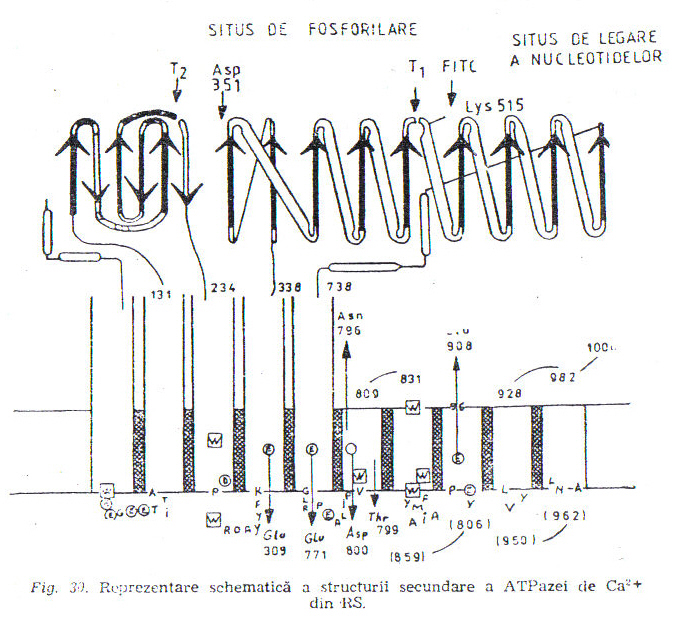 SITUS DE FOSFORILARE
SITUS DE LEGARE
A NUCLEOTIDELOR
T2
Asp
351
T1
FITC
Lys 515
131
234
338
738
Asn
796
908
809
831
928
982
W
96
W
E
E
E
W
W
A
P
K
G
P
V
W
P
E
L
L
N
A
E
E
T
T
i
W
R O A Y
F
Y
Y
L
R
P
E
A
L
Y
M
F
A
i
A
Y
V
Y
Glu
309
Glu
771
Asp
800
Thr
799
(859)
(806)
(950)
(962)
Fig. 30. Reprezentare schematică a structurii secundare a ATPazei de Ca2+
din RS.